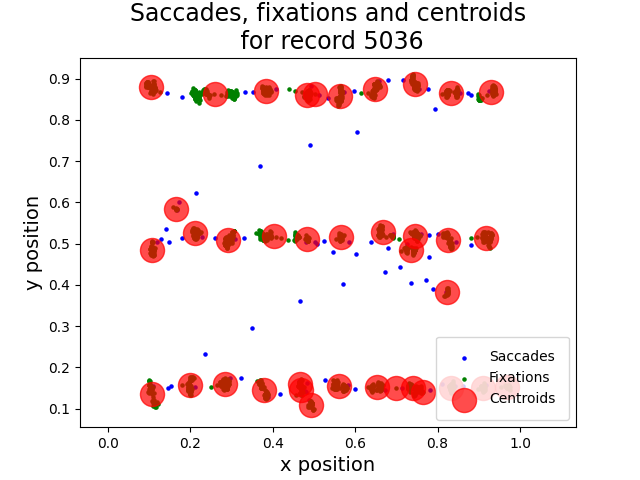 Saccades, fixations and centroids
for record 5036
y position
0.9
0.8
0.7
0.6
0.5
0.4
0.3
0.2
0.1
Saccades
Fixations
Centroids
0.0 0.2 0.4 0.6 0.8 1.0
x position